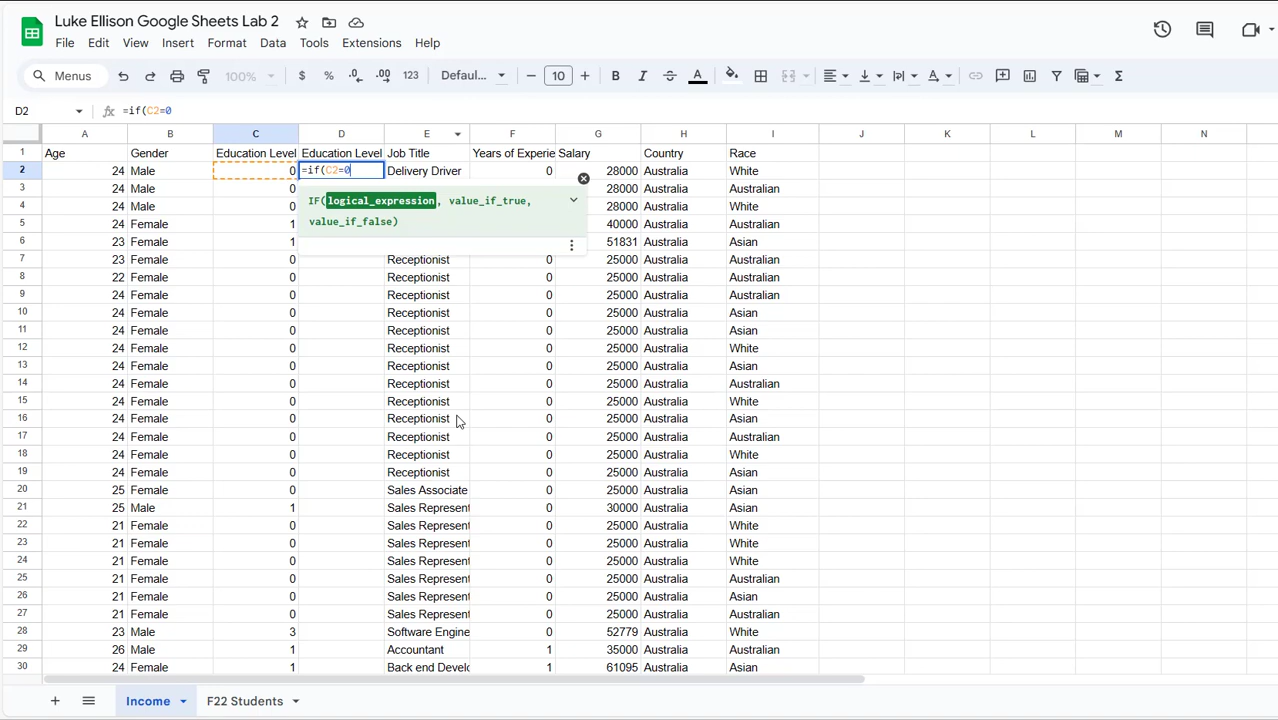 Luke Ellison Google Sheets Lab 2
File Edit View Insert Format Data Tools Extensions Help
Menus 100% $ % .0 .00 123 Defaul... 10 B I A
D2 fx =if(C2=0
A B C D E F G H I J K L M N
1 Age Gender Education Level Education Level Job Title Years of Experie Salary Country Race
2 24 Male 0 =if(C2=0 Delivery Driver 0 28000 Australia White
3 24 Male 0 28000 Australia Australian
4 24 Male 0 28000 Australia White
5 24 Female 1 40000 Australia Australian
6 23 Female 1 51831 Australia Asian
IF(logical_expression, value_if_true,
value_if_false)
7 23 Female 0 Receptionist 0 25000 Australia Australian
8 22 Female 0 Receptionist 0 25000 Australia Australian
9 24 Female 0 Receptionist 0 25000 Australia Australian
10 24 Female 0 Receptionist 0 25000 Australia Asian
11 24 Female 0 Receptionist 0 25000 Australia Asian
12 24 Female 0 Receptionist 0 25000 Australia White
13 24 Female 0 Receptionist 0 25000 Australia Asian
14 24 Female 0 Receptionist 0 25000 Australia Australian
15 24 Female 0 Receptionist 0 25000 Australia White
16 24 Female 0 Receptionist 0 25000 Australia Asian
17 24 Female 0 Receptionist 0 25000 Australia Australian
18 24 Female 0 Receptionist 0 25000 Australia White
19 24 Female 0 Receptionist 0 25000 Australia Asian
20 25 Female 0 Sales Associate 0 25000 Australia Asian
21 25 Male 1 Sales Represent 0 30000 Australia Asian
22 21 Female 0 Sales Represent 0 25000 Australia White
23 21 Female 0 Sales Represent 0 25000 Australia White
24 21 Female 0 Sales Represent 0 25000 Australia White
25 21 Female 0 Sales Represent 0 25000 Australia Australian
26 21 Female 0 Sales Represent 0 25000 Australia Asian
27 21 Female 0 Sales Represent 0 25000 Australia Australian
28 23 Male 3 Software Engine 0 52779 Australia White
29 26 Male 1 Accountant 1 35000 Australia Australian
30 24 Female 1 Back end Develo 1 61095 Australia Asian
Income F22 Students